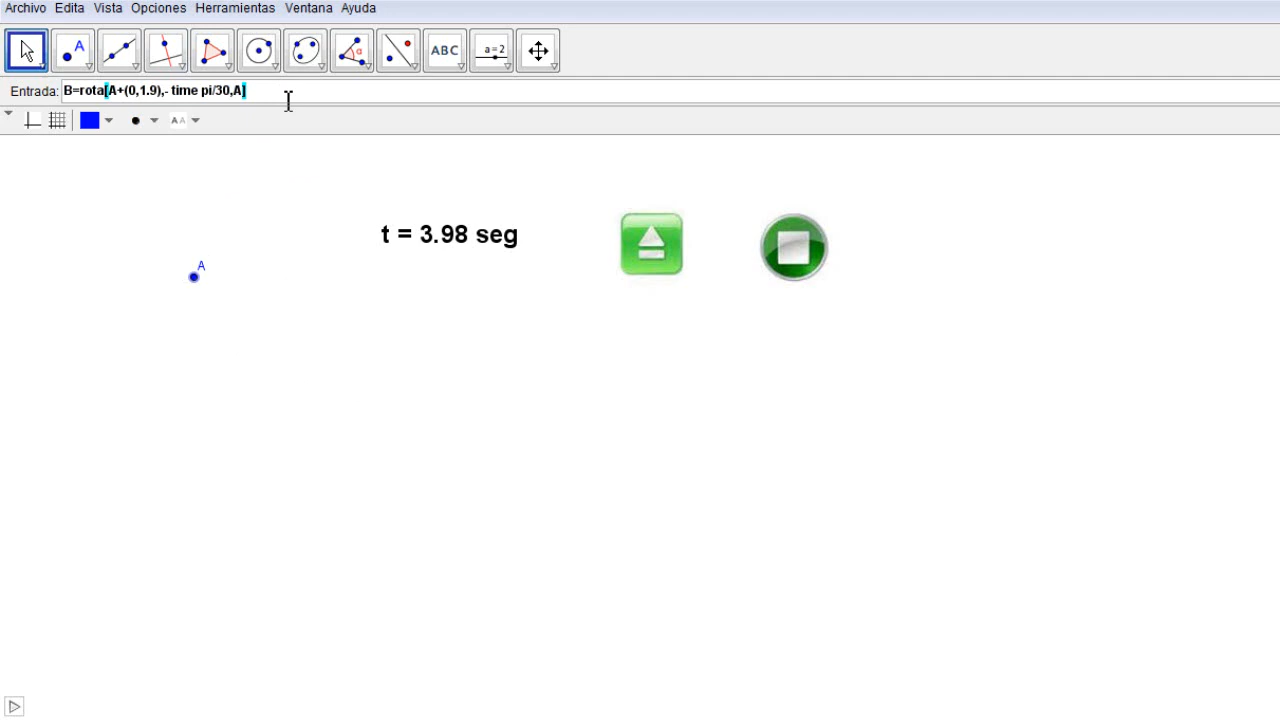 Archivo Edita Vista Opciones Herramientas Ventana Ayuda
A
α
ABC
a=2
Entrada: B=rota[A+(0,1.9),- time pi/30,A]
A A
t = 3.98 seg
A